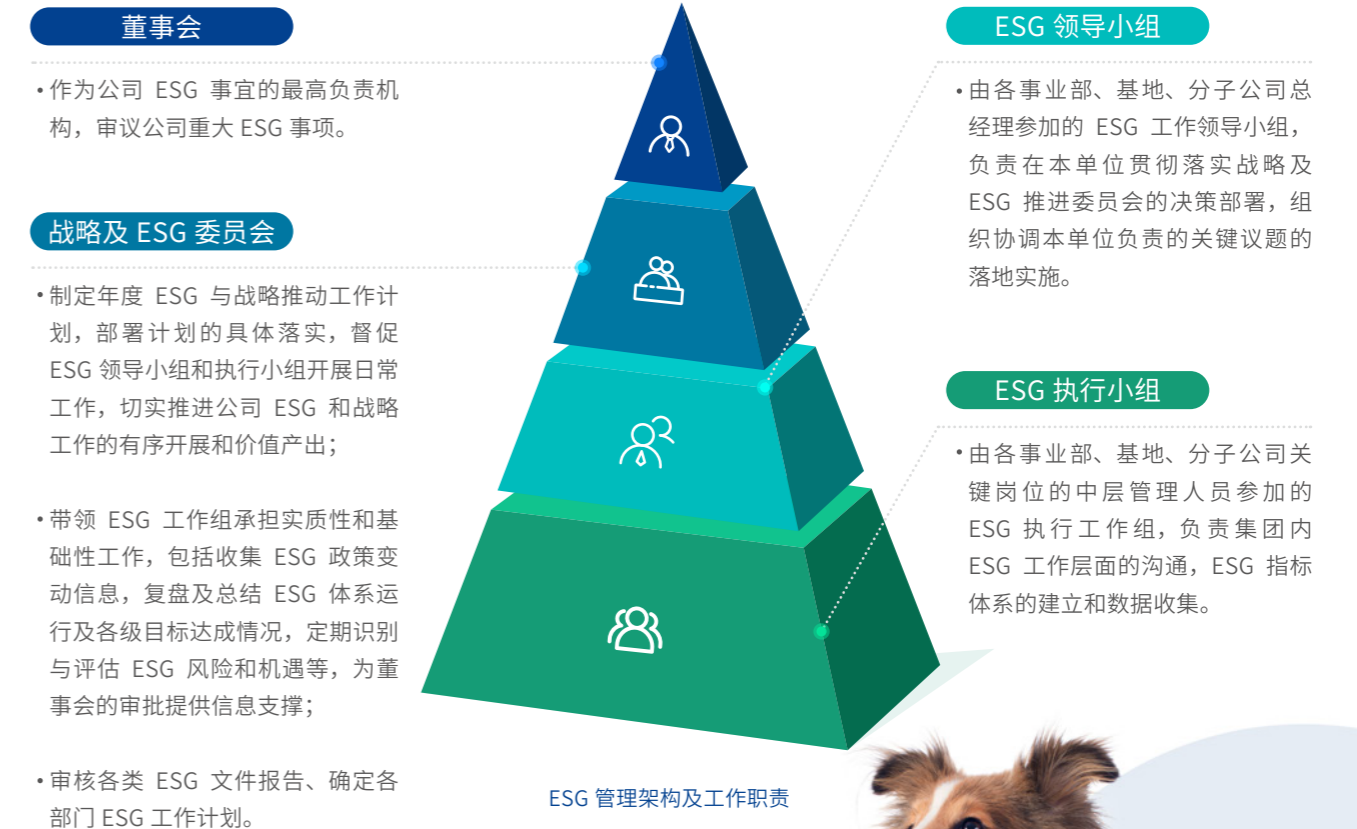 董事会
• 作为公司 ESG 事宜的最高负责机
构，审议公司重大 ESG 事项。
战略及 ESG 委员会
• 制定年度 ESG 与战略推动工作计
划，部署计划的具体落实，督促
ESG 领导小组和执行小组开展日常
工作，切实推进公司 ESG 和战略
工作的有序开展和价值产出；
• 带领 ESG 工作组承担实质性和基
础性工作，包括收集 ESG 政策变
动信息，复盘及总结 ESG 体系运
行及各级目标达成情况，定期识别
与评估 ESG 风险和机遇等，为董
事会的审批提供信息支撑；
• 审核各类 ESG 文件报告、确定各
部门 ESG 工作计划。
ESG 领导小组
• 由各事业部、基地、分子公司总
经理参加的 ESG 工作领导小组，
负责在本单位贯彻落实战略及
ESG 推进委员会的决策部署，组
织协调本单位负责的关键议题的
落地实施。
ESG 执行小组
• 由各事业部、基地、分子公司关
键岗位的中层管理人员参加的
ESG 执行工作组，负责集团内
ESG 工作层面的沟通，ESG 指标
体系的建立和数据收集。
ESG 管理架构及工作职责